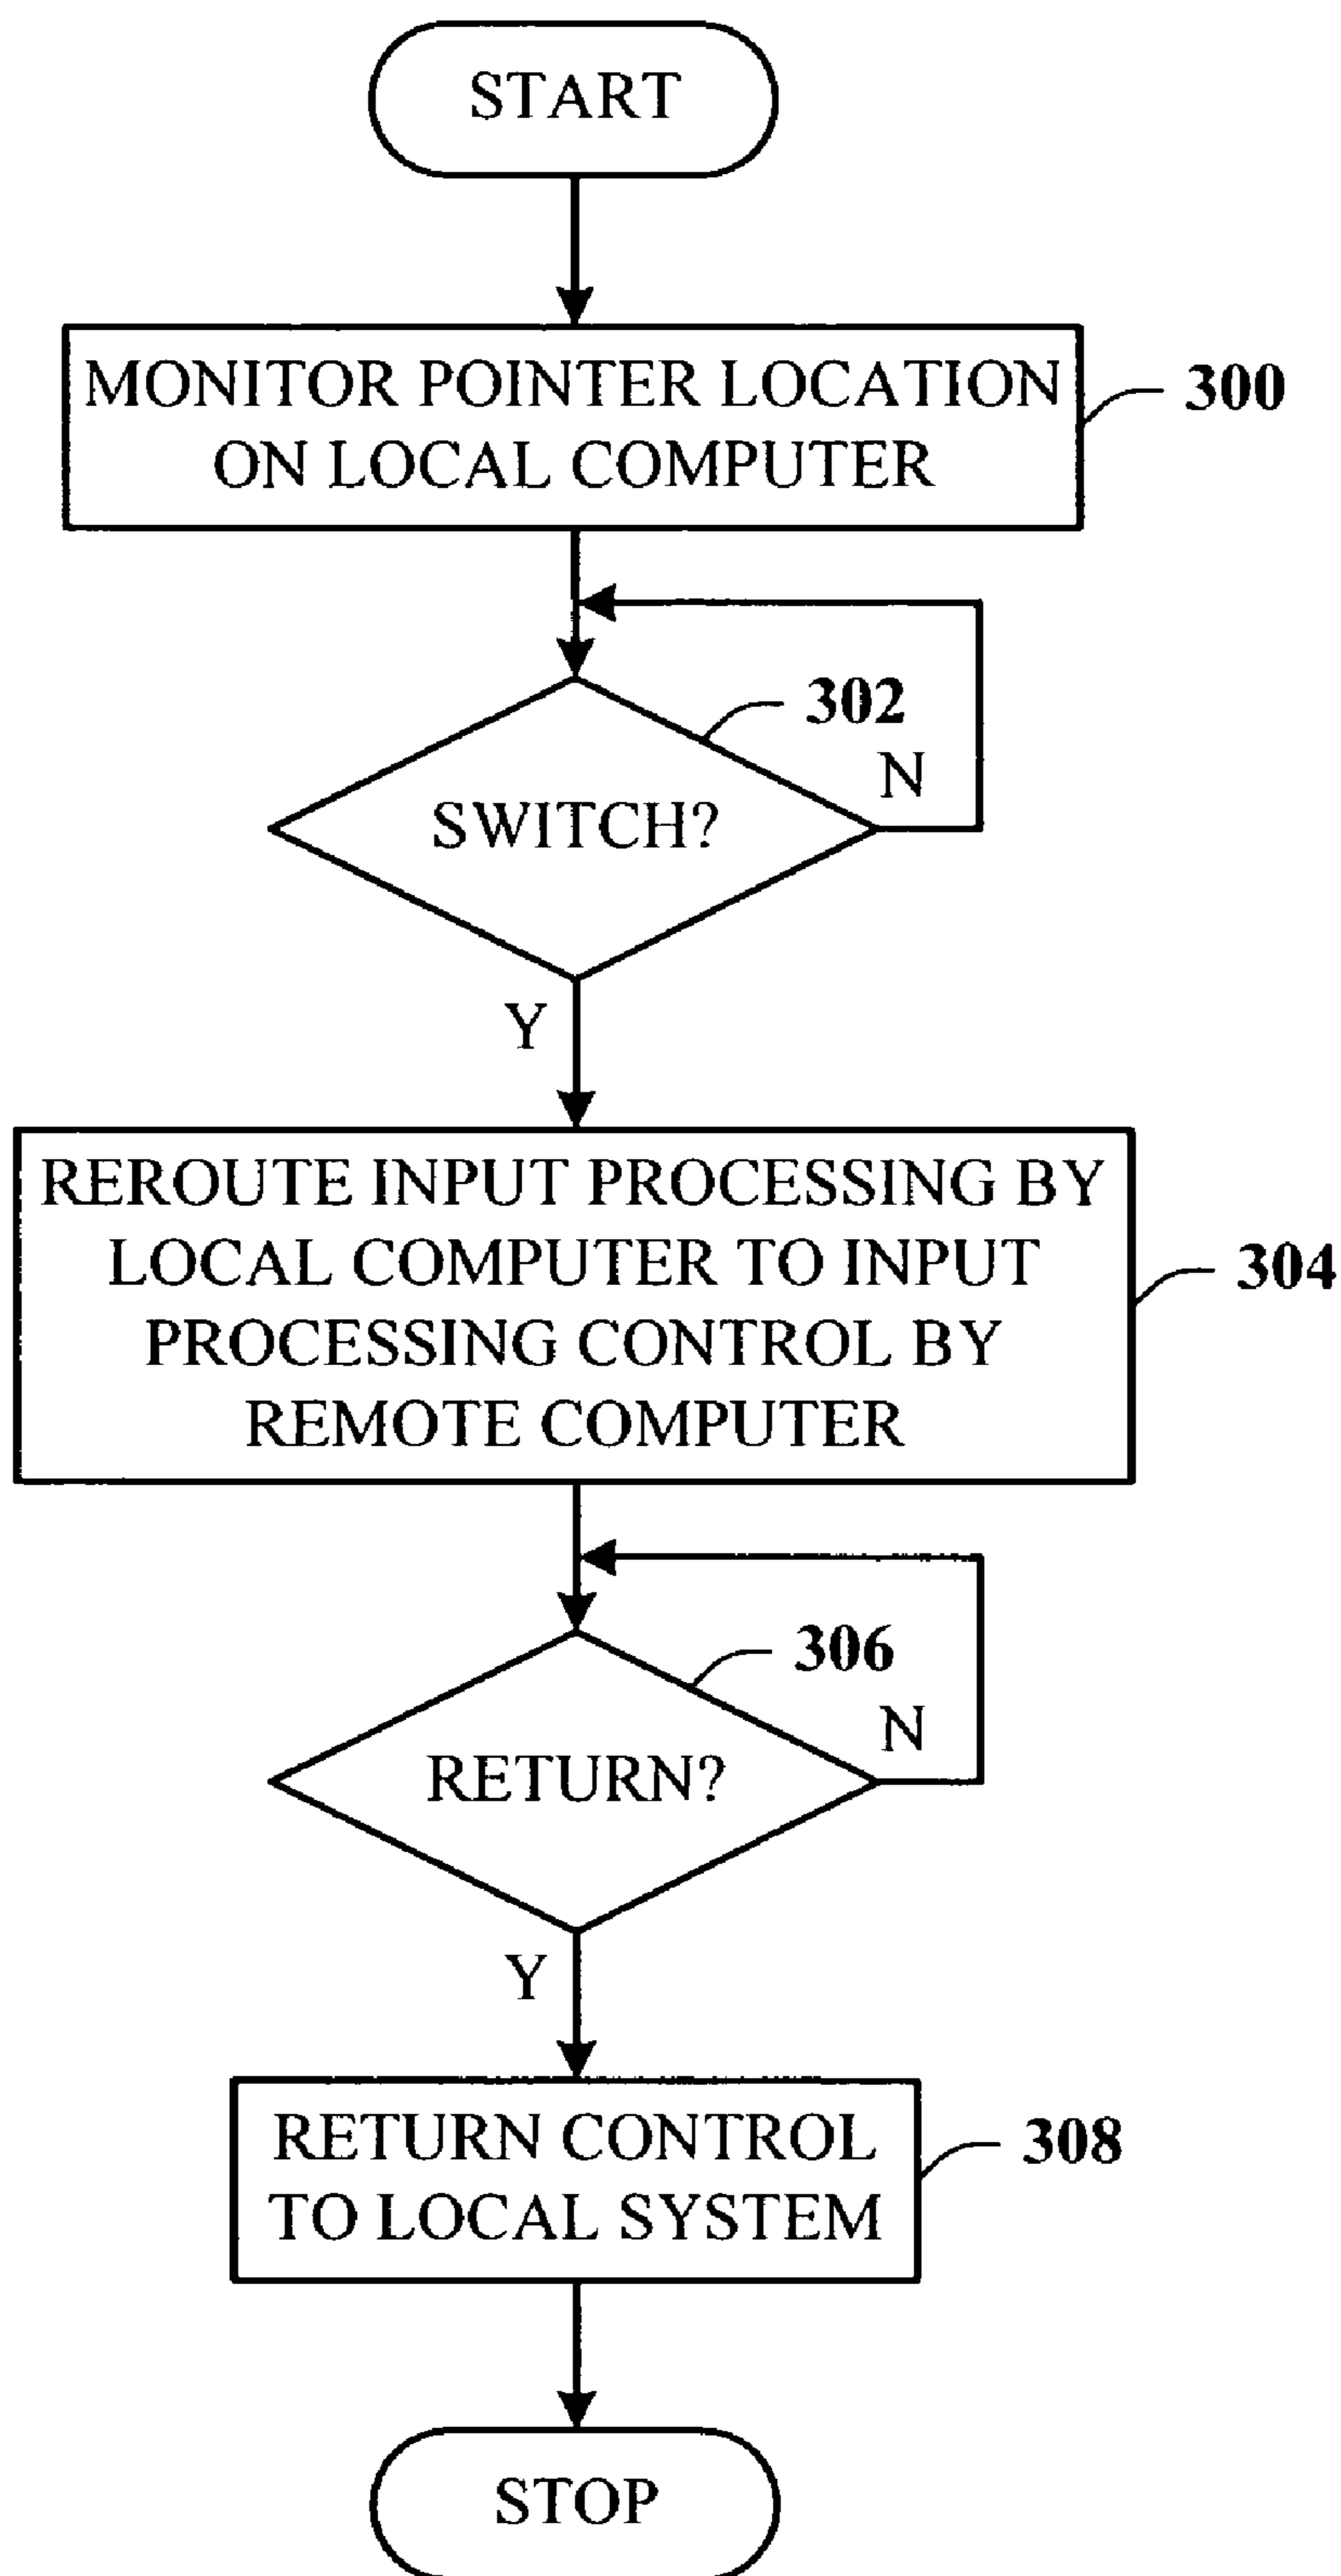 START
MONITOR POINTER LOCATION
ON LOCAL COMPUTER
300
302
N
SWITCH?
Y
REROUTE INPUT PROCESSING BY
LOCAL COMPUTER TO INPUT
PROCESSING CONTROL BY
REMOTE COMPUTER
304
306
N
RETURN?
Y
RETURN CONTROL
TO LOCAL SYSTEM
308
STOP